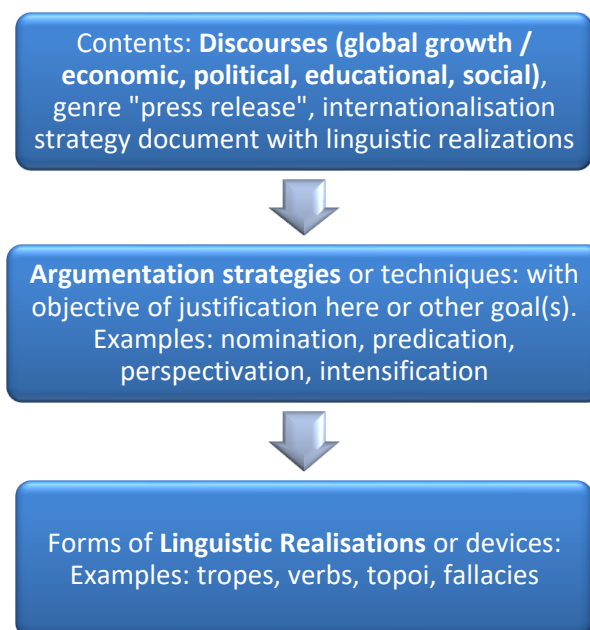 Contents: Discourses (global growth /
economic, political, educational, social),
genre "press release", internationalisation
strategy document with linguistic realizations
Argumentation strategies or techniques: with
objective of justification here or other goal(s).
Examples: nomination, predication,
perspectivation, intensification
Forms of Linguistic Realisations or devices:
Examples: tropes, verbs, topoi, fallacies